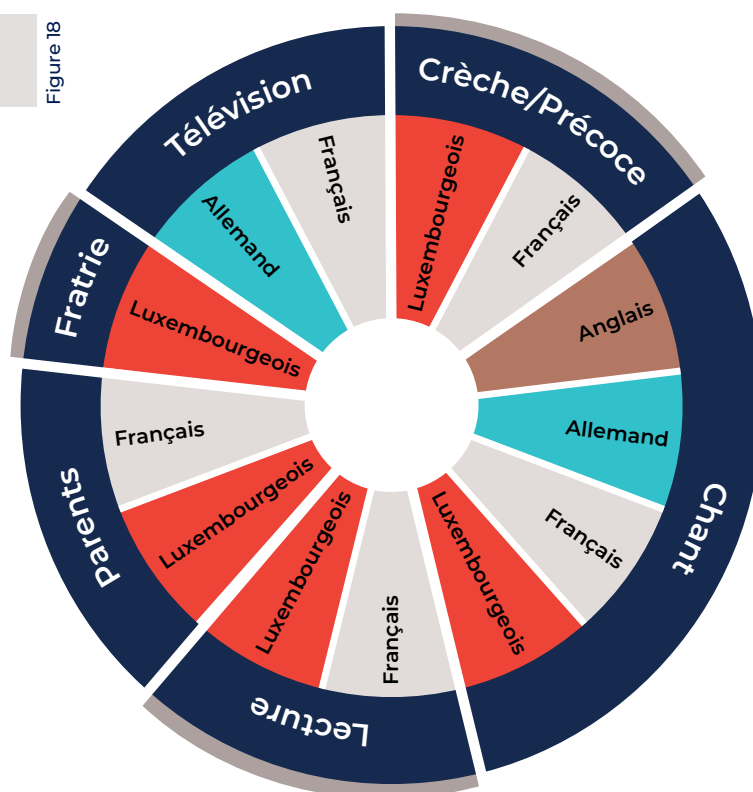 Figure 18
Crèche/Précoce
Luxembourgeois
Français
Chant
Anglais
Allemand
Français
Luxembourgeois
Lecture
Français
Luxembourgeois
Parents
Luxembourgeois
Français
Fratrie
Luxembourgeois
Télévision
Allemand
Français